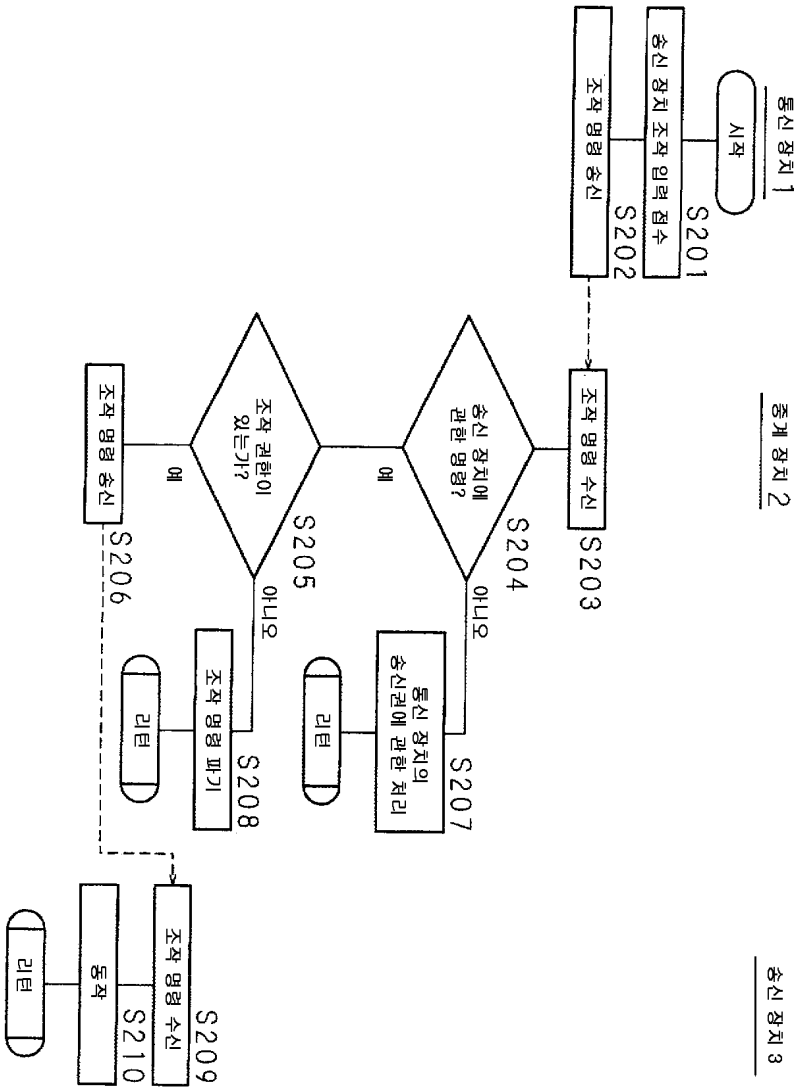 통신 장치 1
시작
송신 장치 조작 입력 접수
S201
조작 명령 송신
S202
중계 장치 2
조작 명령 수신
S203
송신 장치에
관한 명령?
S204
예
아니오
통신 장치의
송신권에 관한 처리
S207
리턴
조작 권한이
있는가?
S205
예
아니오
조작 명령 파기
S208
리턴
조작 명령 송신
S206
송신 장치 3
조작 명령 수신
S209
동작
S210
리턴